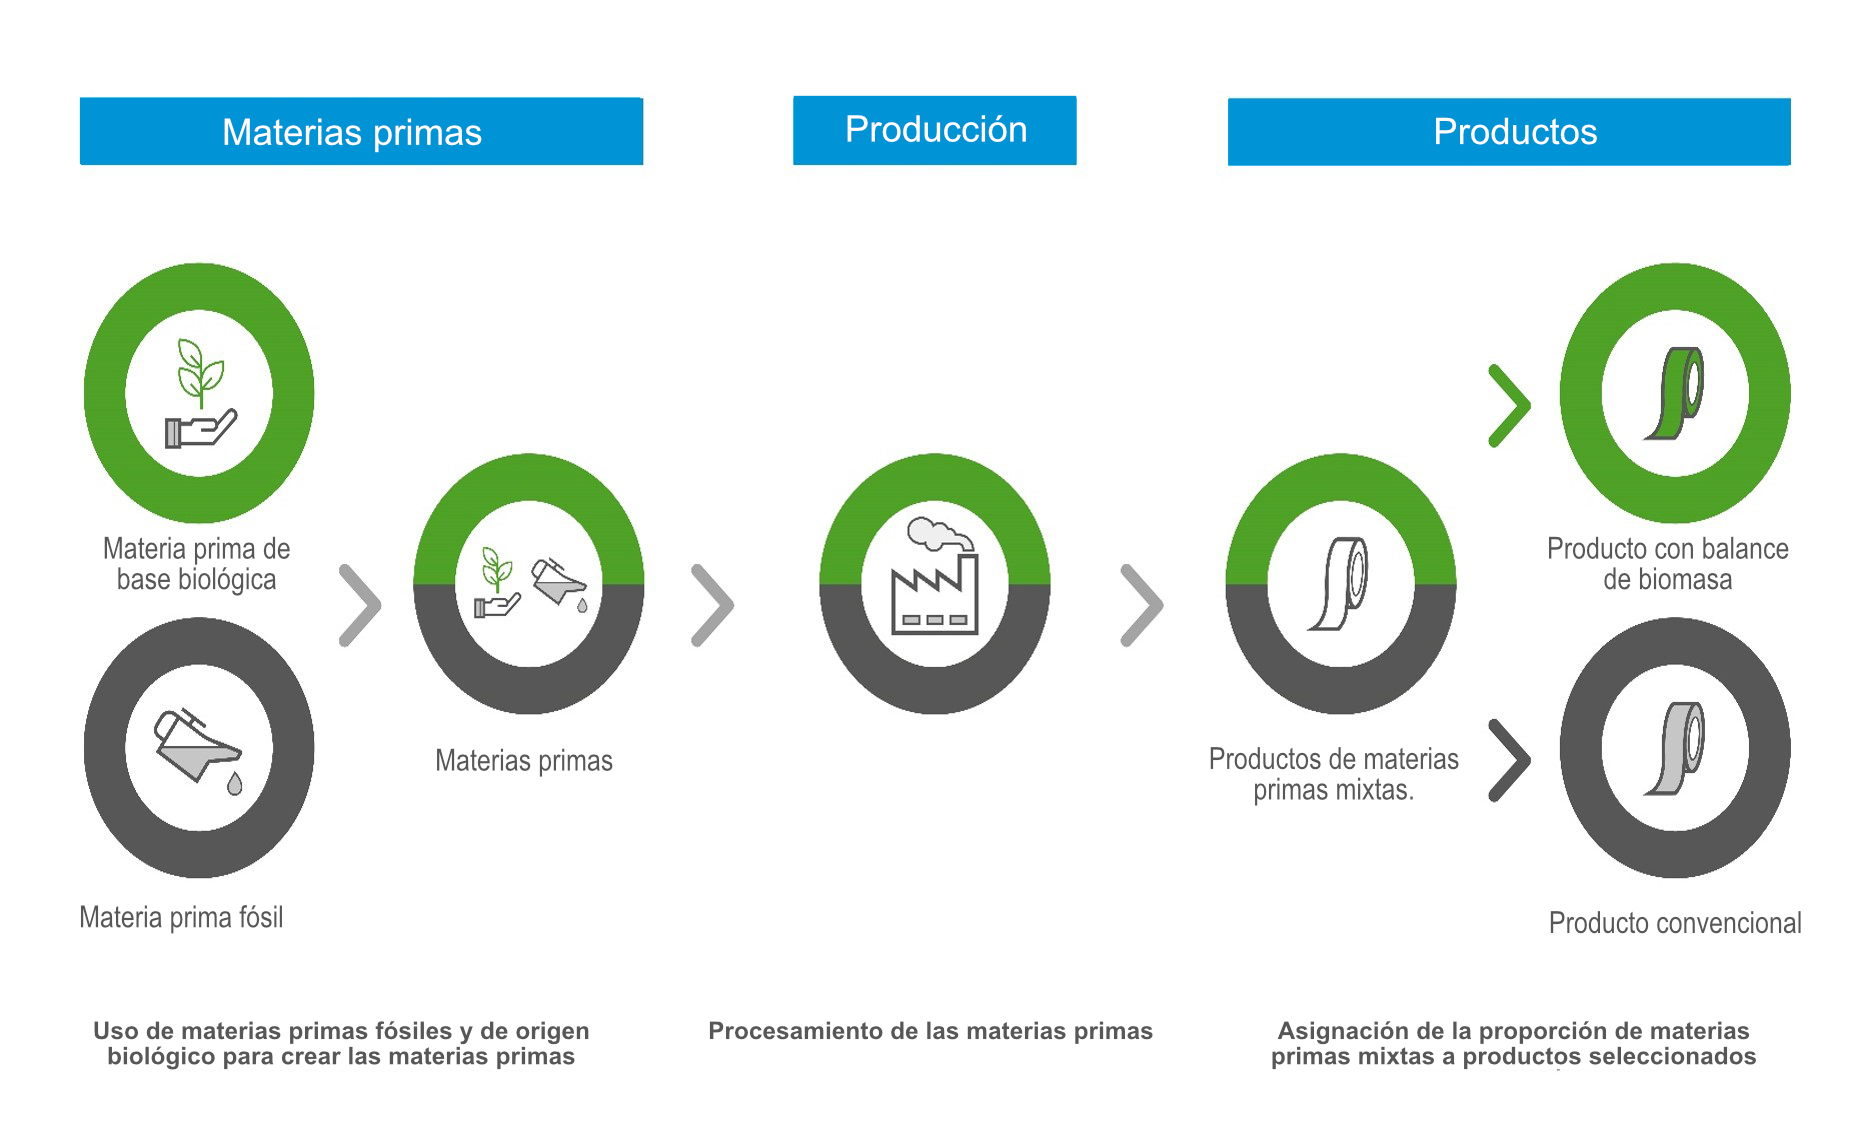 Materias primas
Producción
Productos
Materia prima de
base biológica
Producto con balance
de biomasa
Materias primas
Productos de materias
primas mixtas.
Materia prima fósil
Producto convencional
Uso de materias primas fósiles y de origen
biológico para crear las materias primas
Procesamiento de las materias primas
Asignación de la proporción de materias
primas mixtas a productos seleccionados